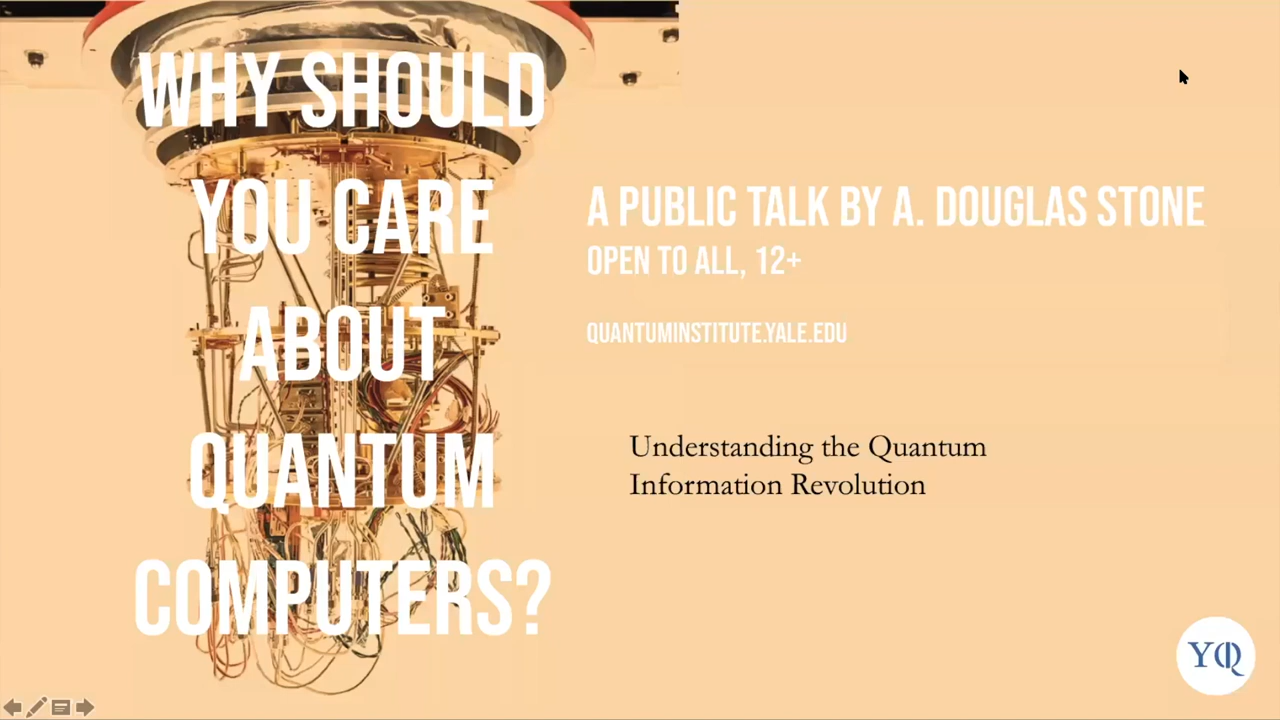 WHY SHOULD
YOU CARE
ABOUT
QUANTUM
COMPUTERS?
A PUBLIC TALK BY A. DOUGLAS STONE
OPEN TO ALL, 12+
QUANTUMINSTITUTE.YALE.EDU
Understanding the Quantum
Information Revolution
YQI